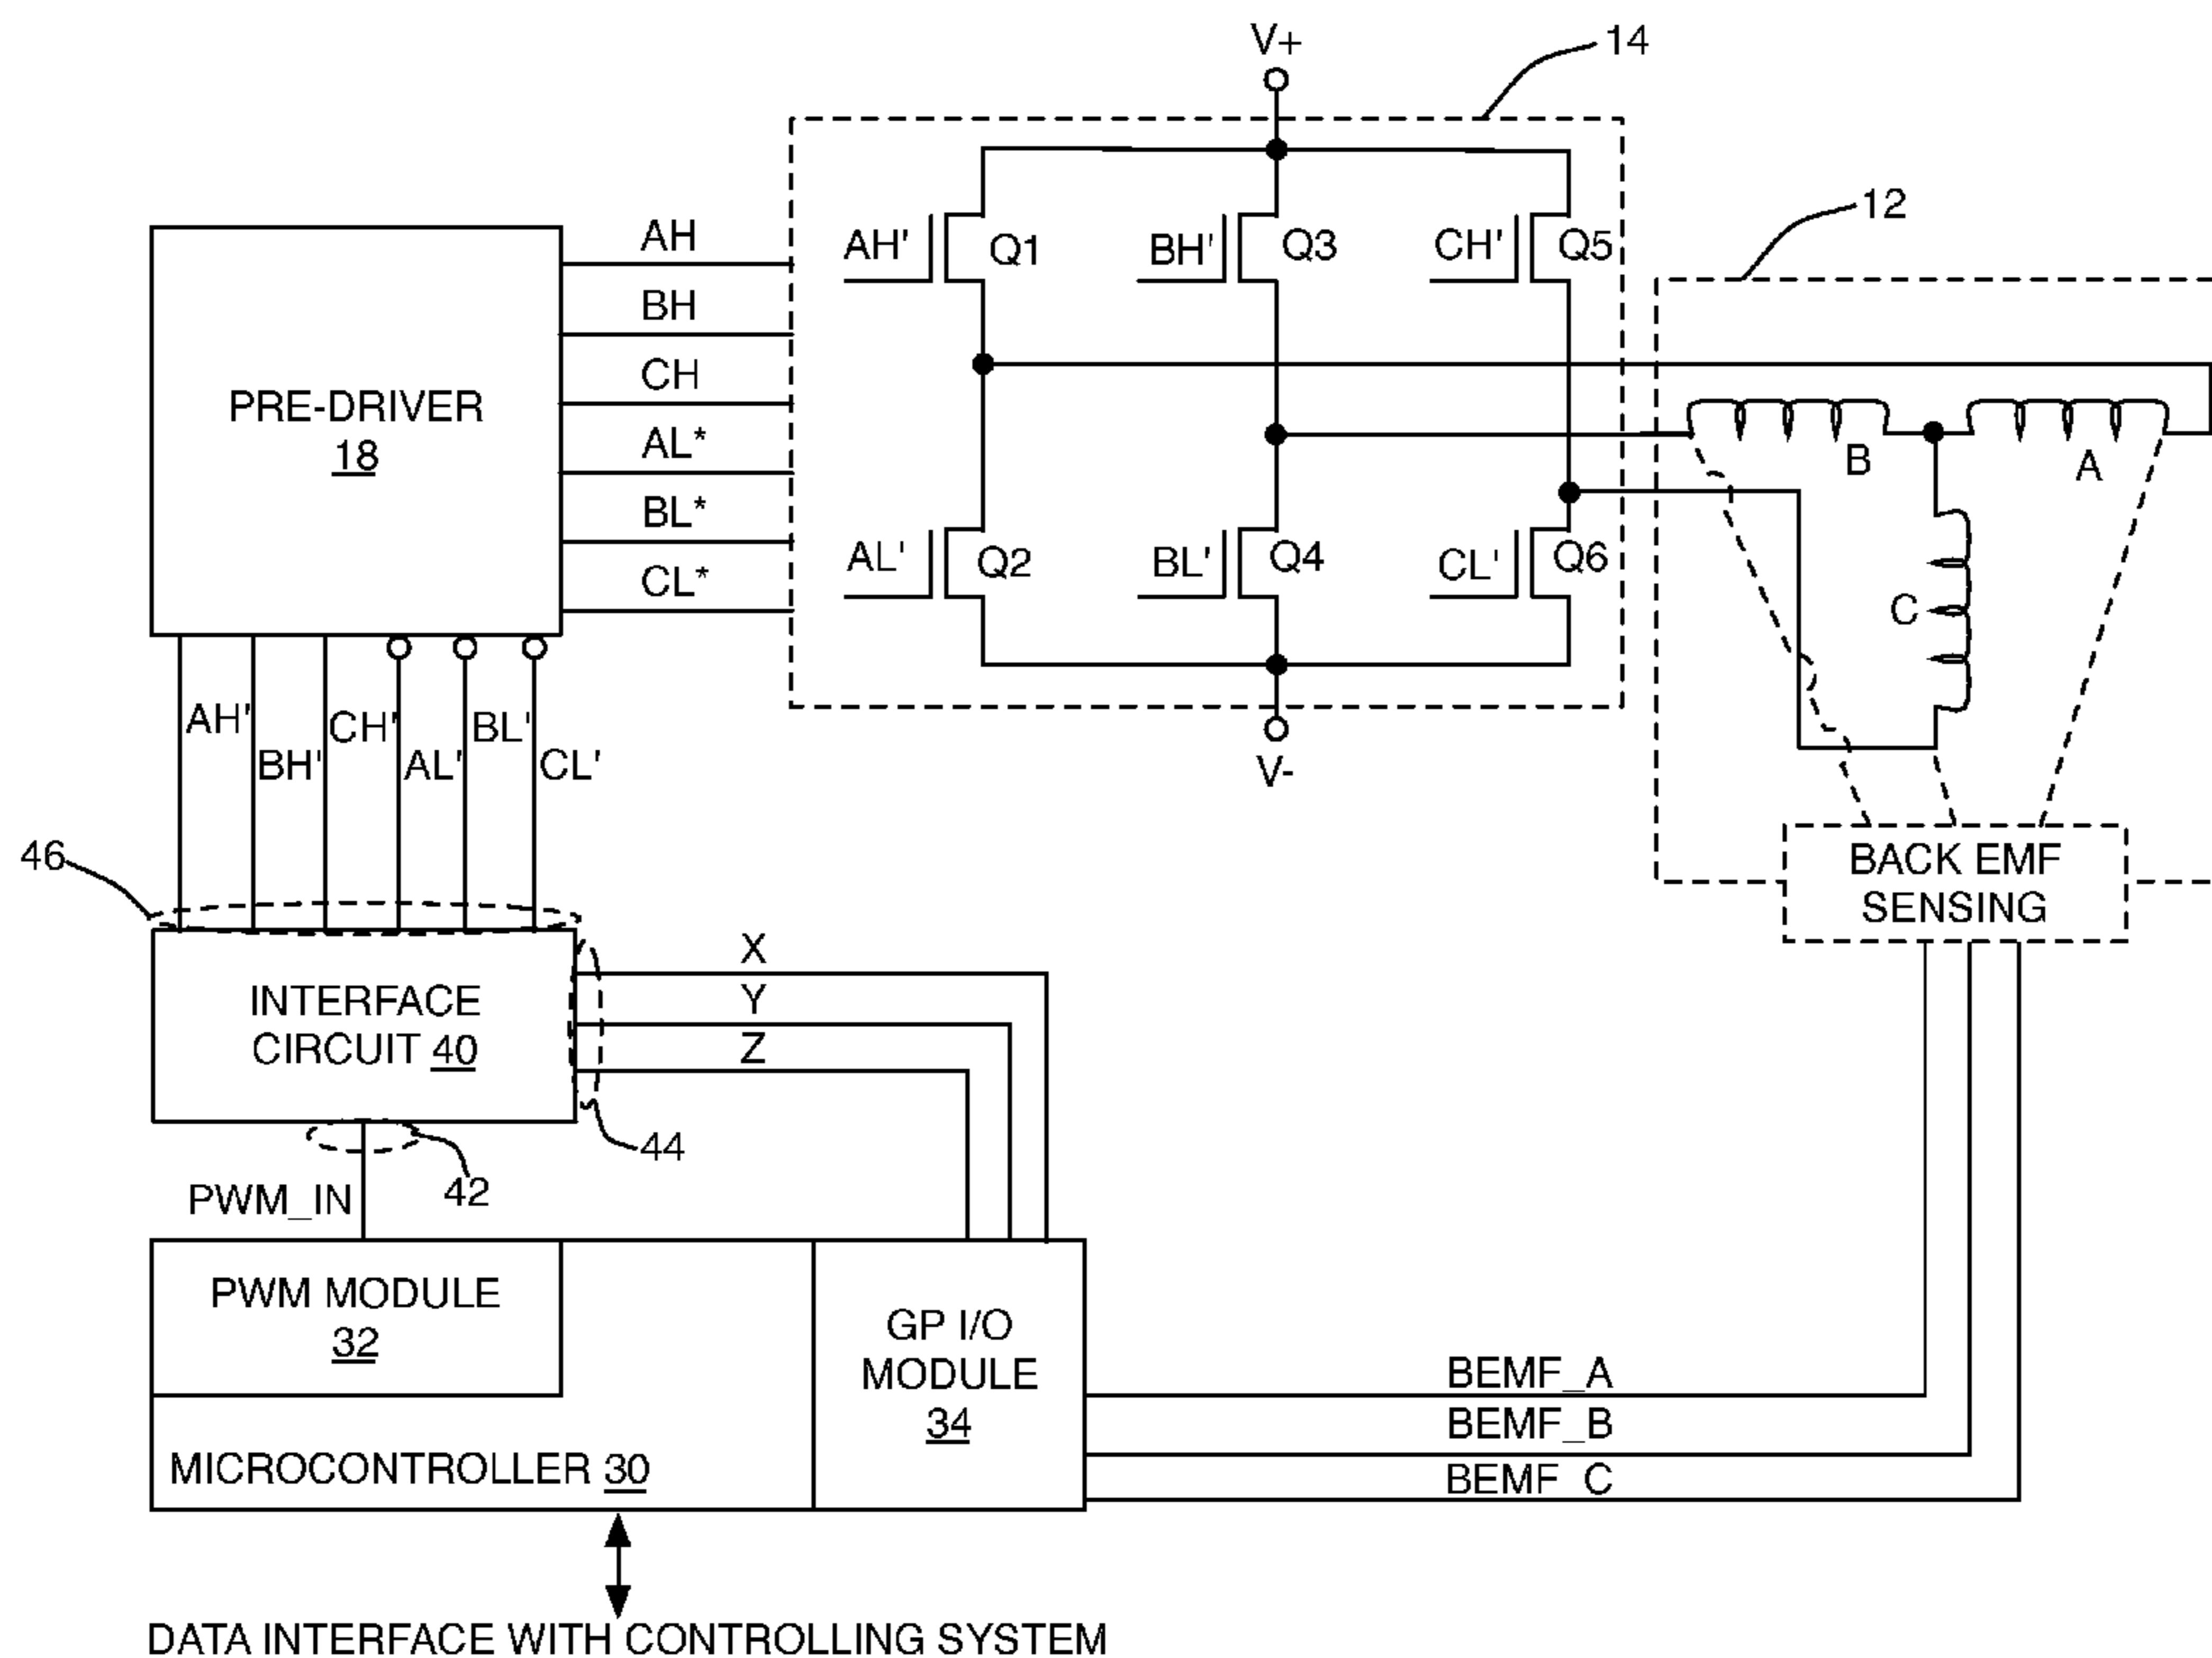 V+
14
12
AH
BH
CH
AL*
BL*
CL*
PRE-DRIVER
18
AH'
Q1
BH'
Q3
CH'
Q5
AL'
Q2
BL'
Q4
CL'
Q6
B
A
C
V-
AH'
BH'
CH'
AL'
BL'
CL'
BACK EMF
SENSING
46
X
Y
Z
INTERFACE
CIRCUIT 40
44
42
PWM_IN
PWM MODULE
32
GP I/O
MODULE
34
MICROCONTROLLER 30
BEMF_A
BEMF_B
BEMF_C
DATA INTERFACE WITH CONTROLLING SYSTEM